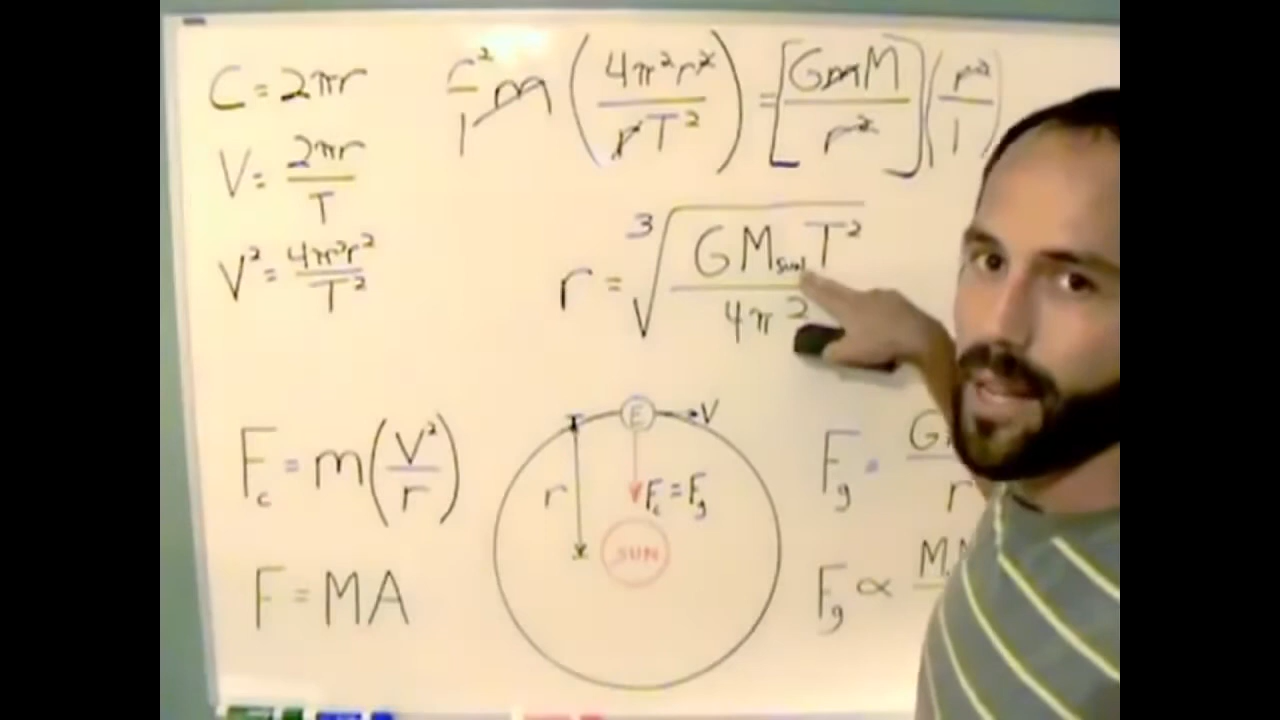 C = 2πr
r²/1 m (4π²r²/rT²) = [GmM/r²] (r²/1)
V = 2πr/T
V² = 4π²r²/T²
r = ³√(GM_sun T²/4π²)
E V
r F_c = F_g
SUN
F_c = m(V²/r)
F_g =
r
F = MA
F_g ∝